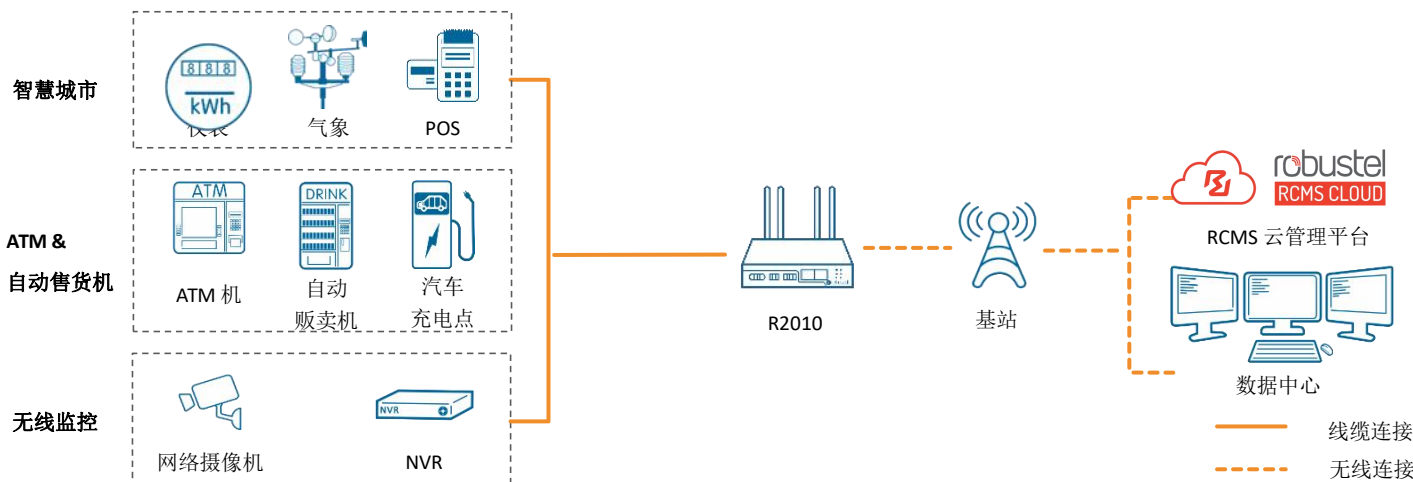 智慧城市
888
kWh
仪表
气象
POS
ATM &
自动售货机
ATM
ATM 机
DRINK
自动
贩卖机
汽车
充电点
无线监控
网络摄像机
NVR
NVR
R2010
基站
robustel
RCMS CLOUD
RCMS 云管理平台
数据中心
线缆连接
无线连接